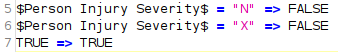 5 $Person Injury Severity$ = "N" => FALSE
6 $Person Injury Severity$ = "X" => FALSE
7 TRUE => TRUE